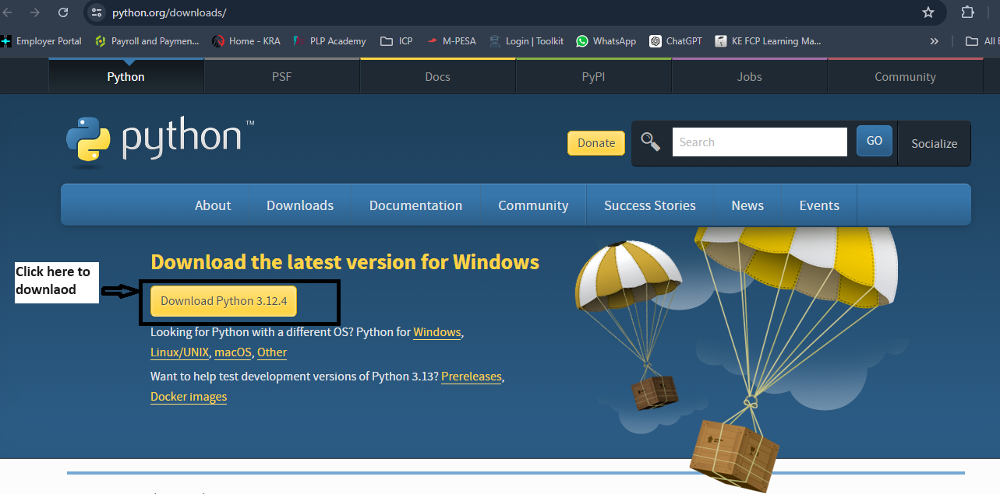 python.org/downloads/
Employer Portal
Payroll and Paymen...
Home - KRA
PLP Academy
ICP
M-PESA
Login | Toolkit
WhatsApp
ChatGPT
KE FCP Learning Ma...
»
Python
PSF
Docs
PyPI
Jobs
Community
python™
Donate
Search
GO
Socialize
About
Downloads
Documentation
Community
Success Stories
News
Events
Download the latest version for Windows
Click here to
downlaod
Download Python 3.12.4
Looking for Python with a different OS? Python for Windows,
Linux/UNIX, macOS, Other
Want to help test development versions of Python 3.13? Prereleases,
Docker images